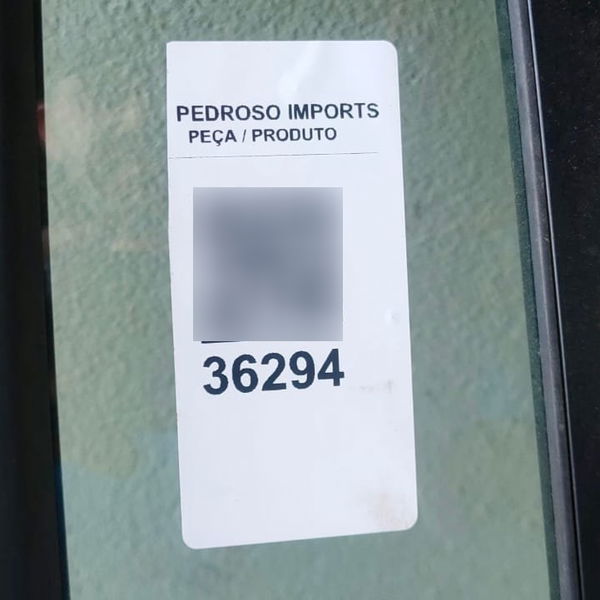 PEDROSO IMPORTS
PEÇA / PRODUTO
36294